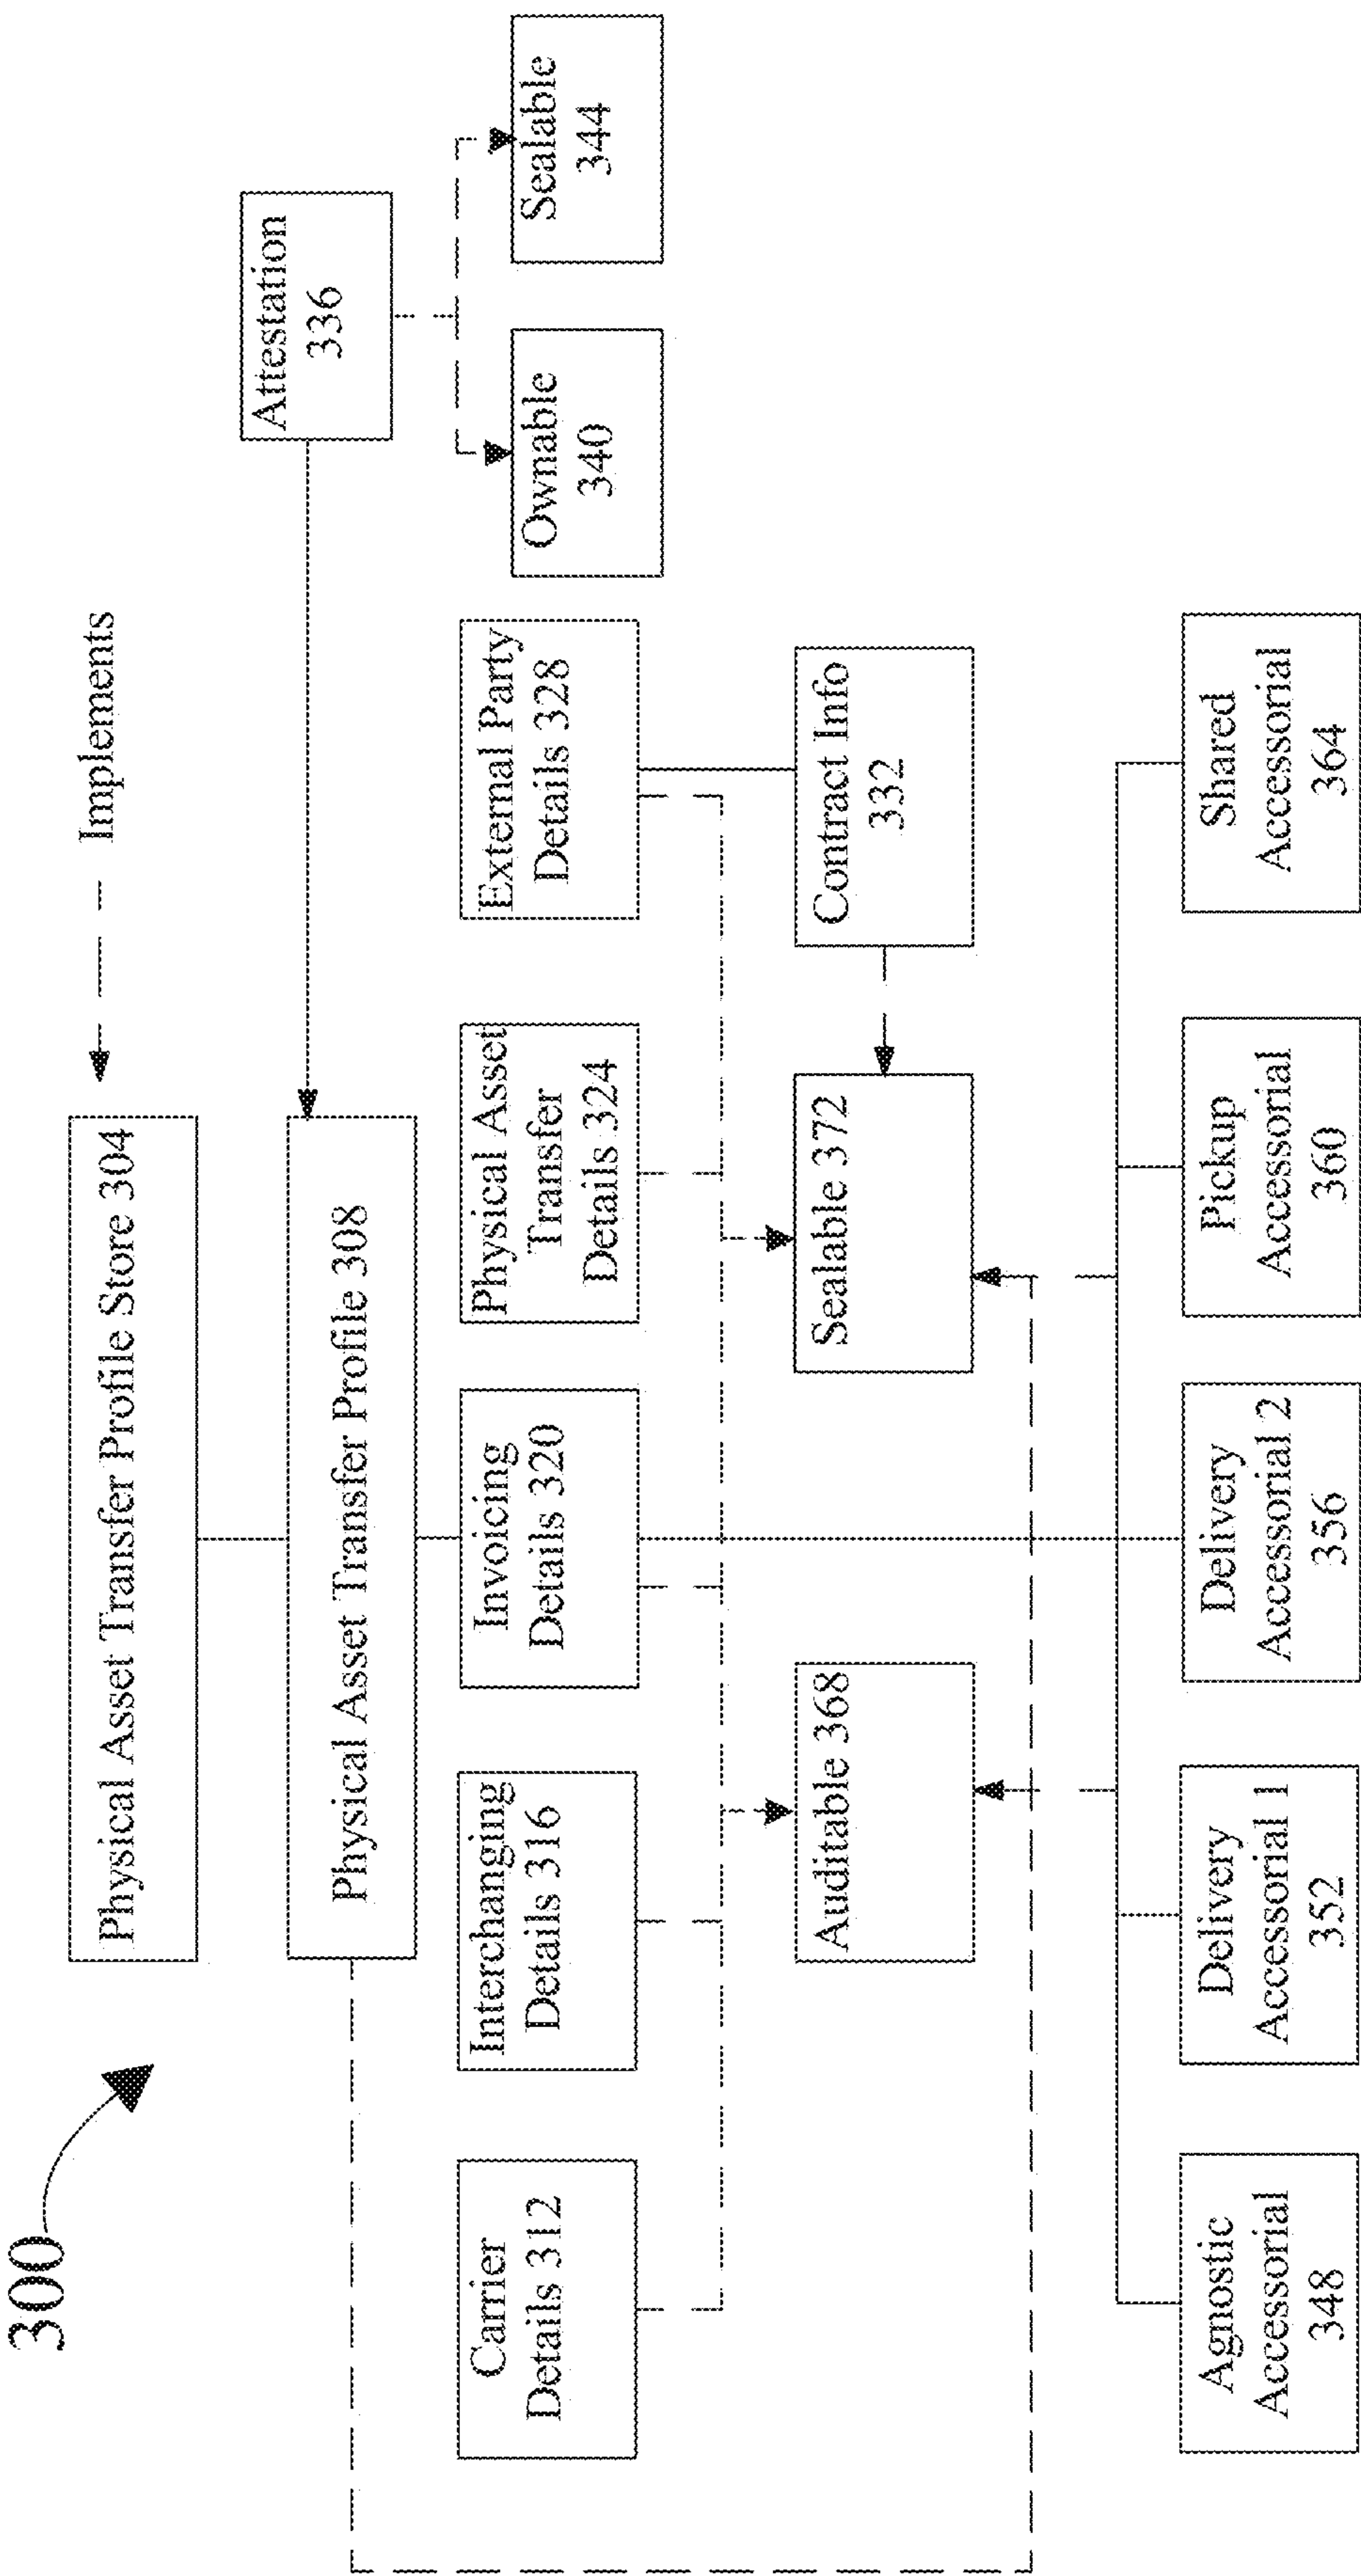 300
Implements
Physical Asset Transfer Profile Store 304
Attestation
336
Physical Asset Transfer Profile 308
Carrier
Details 312
Interchanging
Details 316
Invoicing
Details 320
Physical Asset
Transfer
Details 324
External Party
Details 328
Ownable
340
Sealable
344
Auditable 368
Sealable 372
Contract Info
332
Agnostic
Accessorial
348
Delivery
Accessorial 1
352
Delivery
Accessorial 2
356
Pickup
Accessorial
360
Shared
Accessorial
364